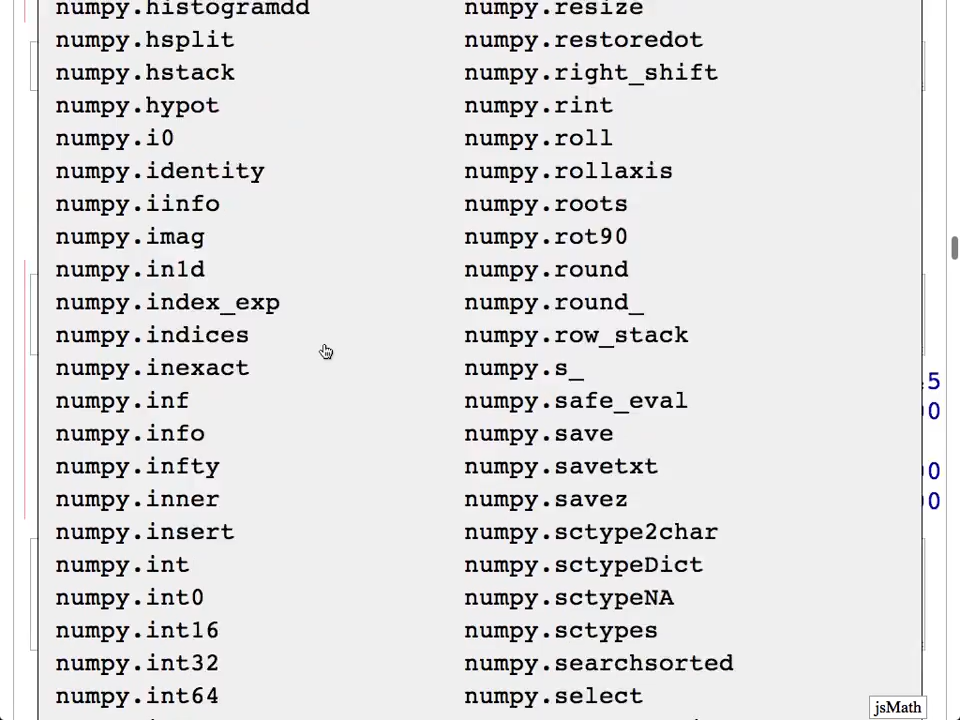 numpy.histogramdd numpy.resize
numpy.hsplit numpy.restoredot
numpy.hstack numpy.right_shift
numpy.hypot numpy.rint
numpy.i0 numpy.roll
numpy.identity numpy.rollaxis
numpy.iinfo numpy.roots
numpy.imag numpy.rot90
numpy.in1d numpy.round
numpy.index_exp numpy.round_
numpy.indices numpy.row_stack
numpy.inexact numpy.s_
numpy.inf numpy.safe_eval
numpy.info numpy.save
numpy.infty numpy.savetxt
numpy.inner numpy.savez
numpy.insert numpy.sctype2char
numpy.int numpy.sctypeDict
numpy.int0 numpy.sctypeNA
numpy.int16 numpy.sctypes
numpy.int32 numpy.searchsorted
numpy.int64 numpy.select
5
0
0
0
jsMath